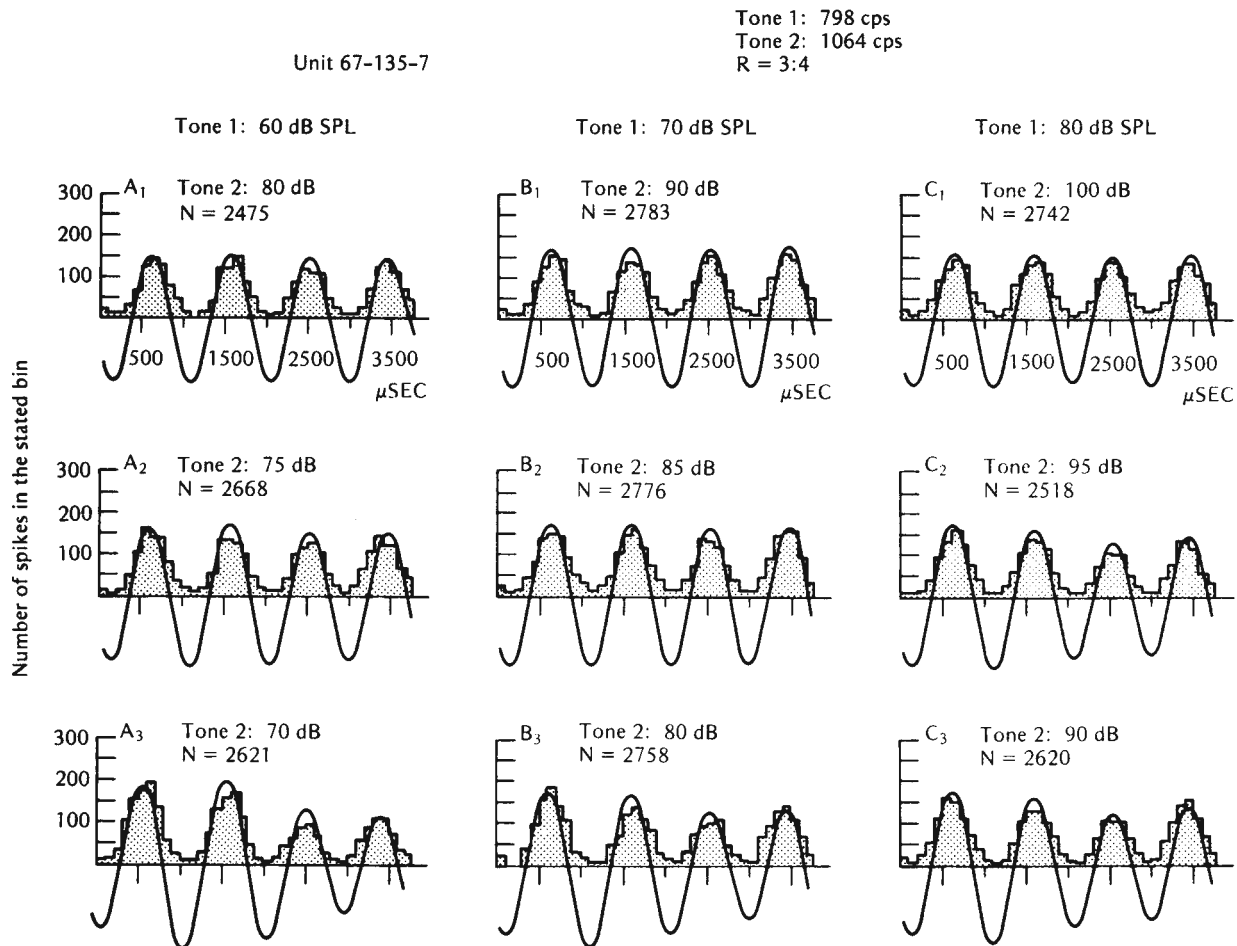 Tone 1: 798 cps
Tone 2: 1064 cps
Unit 67-135-7
R = 3:4
Tone 1: 60 dB SPL
Tone 1: 70 dB SPL
Tone 1: 80 dB SPL
Number of spikes in the stated bin
300
200
100
A1 Tone 2: 80 dB
N = 2475
500 1500 2500 3500
μSEC
B1 Tone 2: 90 dB
N = 2783
500 1500 2500 3500
μSEC
C1 Tone 2: 100 dB
N = 2742
500 1500 2500 3500
μSEC
300
200
100
A2 Tone 2: 75 dB
N = 2668
B2 Tone 2: 85 dB
N = 2776
C2 Tone 2: 95 dB
N = 2518
300
200
100
A3 Tone 2: 70 dB
N = 2621
B3 Tone 2: 80 dB
N = 2758
C3 Tone 2: 90 dB
N = 2620